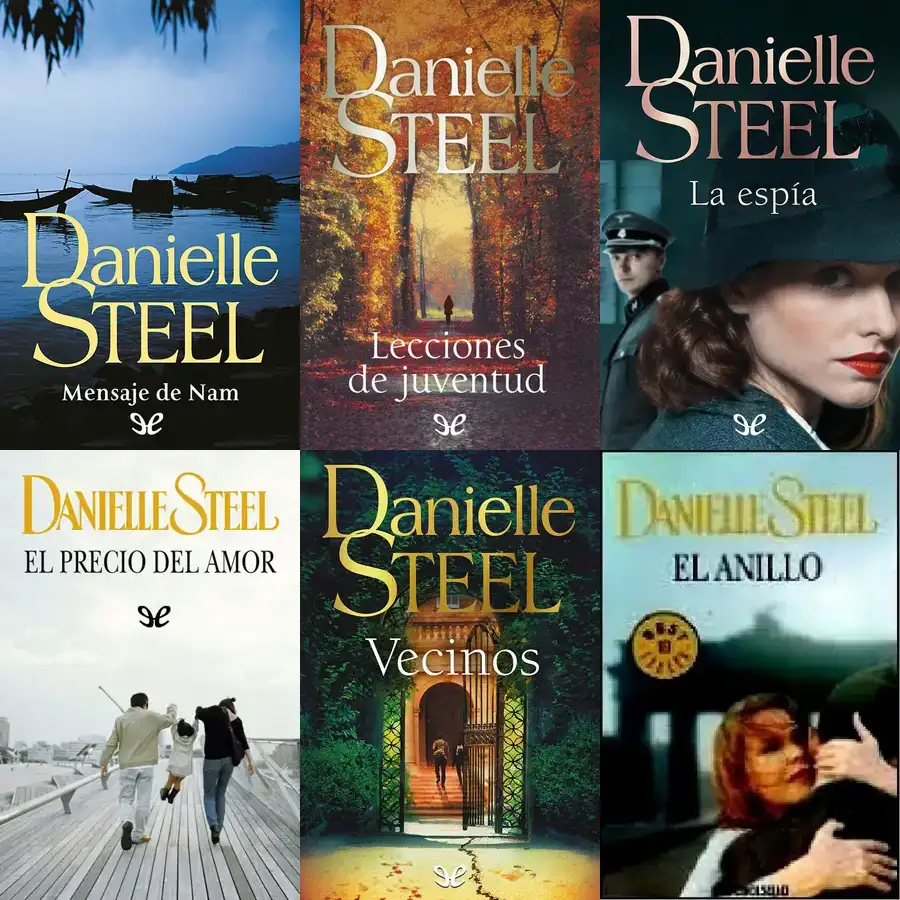 Danielle
STEEL
Mensaje de Nam
Danielle
STEEL
Lecciones
de juventud
Danielle
STEEL
La espía
DANIELLE STEEL
EL PRECIO DEL AMOR
Danielle
STEEL
Vecinos
DANIELLE STEEL
EL ANILLO
BEST